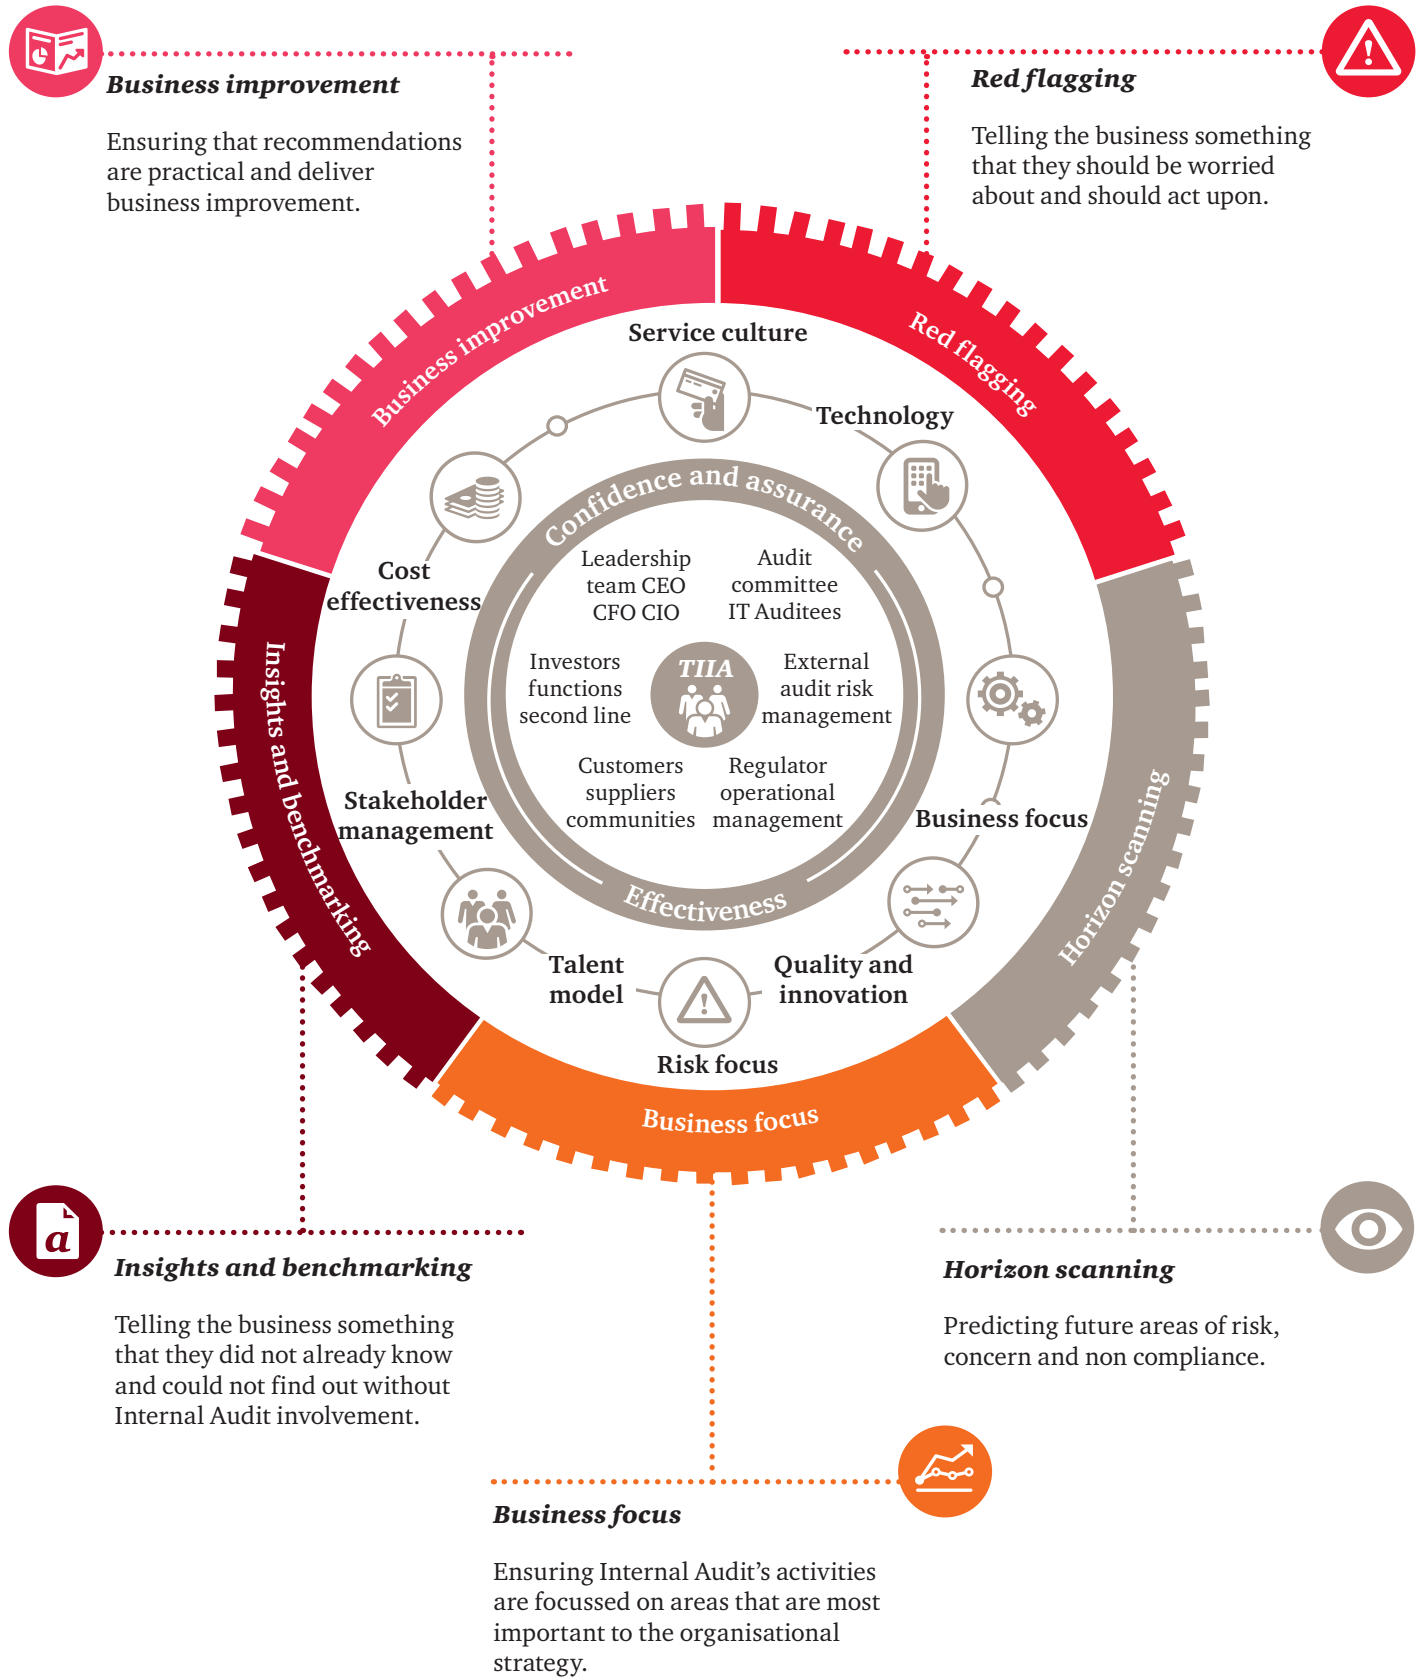 Business improvement
Ensuring that recommendations
are practical and deliver
business improvement.
Red flagging
Telling the business something
that they should be worried
about and should act upon.
Business improvement
Red flagging
Service culture
Technology
Confidence and assurance
Cost
effectiveness
Leadership
team CEO
CFO CIO
Audit
committee
IT Auditees
Investors
functions
second line
TIIA
External
audit risk
management
Customers
suppliers
communities
Regulator
operational
management
Insights and benchmarking
Horizon scanning
Stakeholder
management
Business focus
Effectiveness
Talent
model
Quality and
innovation
Risk focus
Business focus
a
Insights and benchmarking
Telling the business something
that they did not already know
and could not find out without
Internal Audit involvement.
Horizon scanning
Predicting future areas of risk,
concern and non compliance.
Business focus
Ensuring Internal Audit’s activities
are focussed on areas that are most
important to the organisational
strategy.